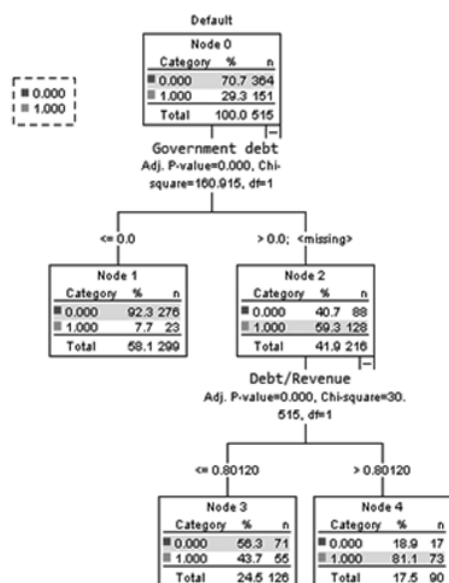 Default
Node 0
Category % n
0.000 70.7 364
1.000 29.3 151
Total 100.0 515
0.000
1.000
Government debt
Adj. P-value=0.000, Chi-
square=160.915, df=1
<= 0.0
> 0.0; <missing>
Node 1
Category % n
0.000 92.3 276
1.000 7.7 23
Total 58.1 299
Node 2
Category % n
0.000 40.7 88
1.000 59.3 128
Total 41.9 216
Debt/Revenue
Adj. P-value=0.000, Chi-square=30.
515, df=1
<= 0.80120
> 0.80120
Node 3
Category % n
0.000 56.3 71
1.000 43.7 55
Total 24.5 126
Node 4
Category % n
0.000 18.9 17
1.000 81.1 73
Total 17.5 90